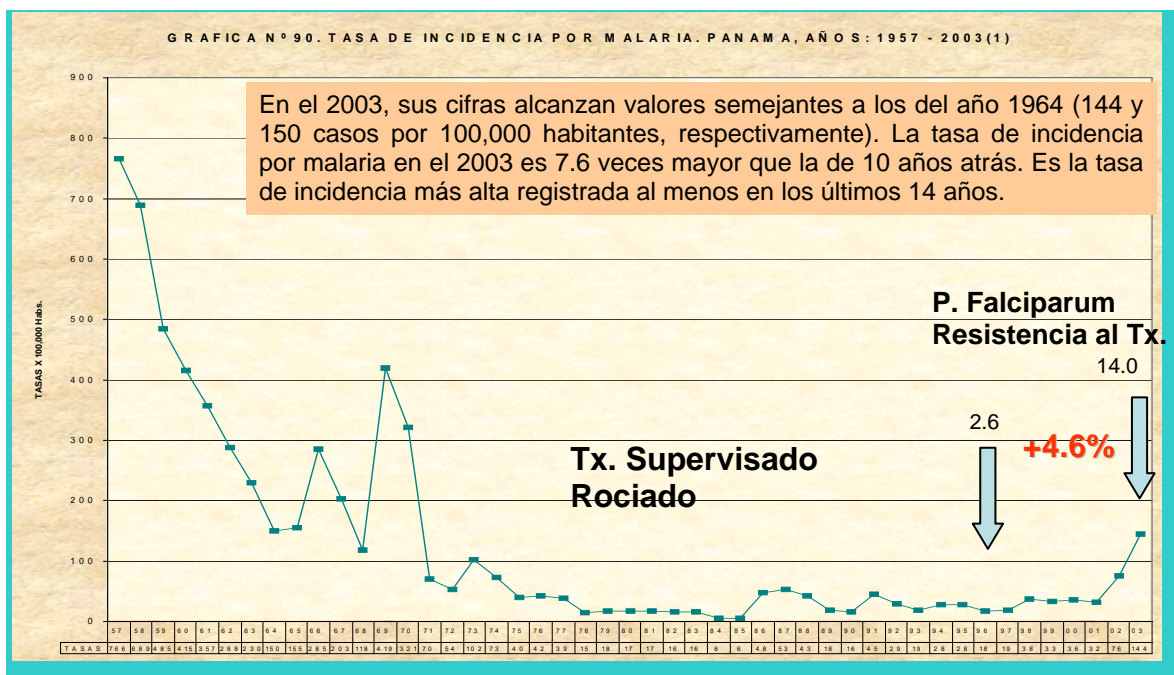 GRAFICA Nº90. TASA DE INCIDENCIA POR MALARIA. PANAMA, AÑOS: 1957 - 2003(1)
900
En el 2003, sus cifras alcanzan valores semejantes a los del año 1964 (144 y
150 casos por 100,000 habitantes, respectivamente). La tasa de incidencia
por malaria en el 2003 es 7.6 veces mayor que la de 10 años atrás. Es la tasa
de incidencia más alta registrada al menos en los últimos 14 años.
800
700
600
500
400
300
200
100
0
TASAS X 100,000 Habs.
P. Falciparum
Resistencia al Tx.
14.0
2.6
+4.6%
Tx. Supervisado
Rociado
57 58 59 60 61 62 63 64 65 66 67 68 69 70 71 72 73 74 75 76 77 78 79 80 81 82 83 84 85 86 87 88 89 90 91 92 93 94 95 96 97 98 99 00 01 02 03
TASAS 766 689 485 415 357 288 230 150 155 285 203 118 419 321 70 54 102 73 40 42 39 15 18 17 17 16 16 6 6 48 53 43 18 16 45 29 19 28 28 18 19 38 33 36 32 76 144